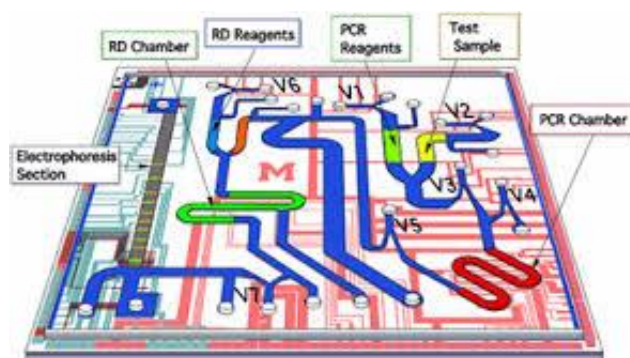 RD Chamber
RD Reagents
PCR
Reagents
Test
Sample
PCR Chamber
Electrophoresis
Section
V6
V1
V2
V3
V4
V5
V7
M